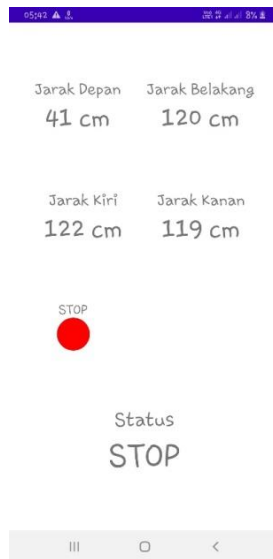 05:42 8%
Jarak Depan Jarak Belakang
41 cm 120 cm
Jarak Kiri Jarak Kanan
122 cm 119 cm
STOP
Status
STOP